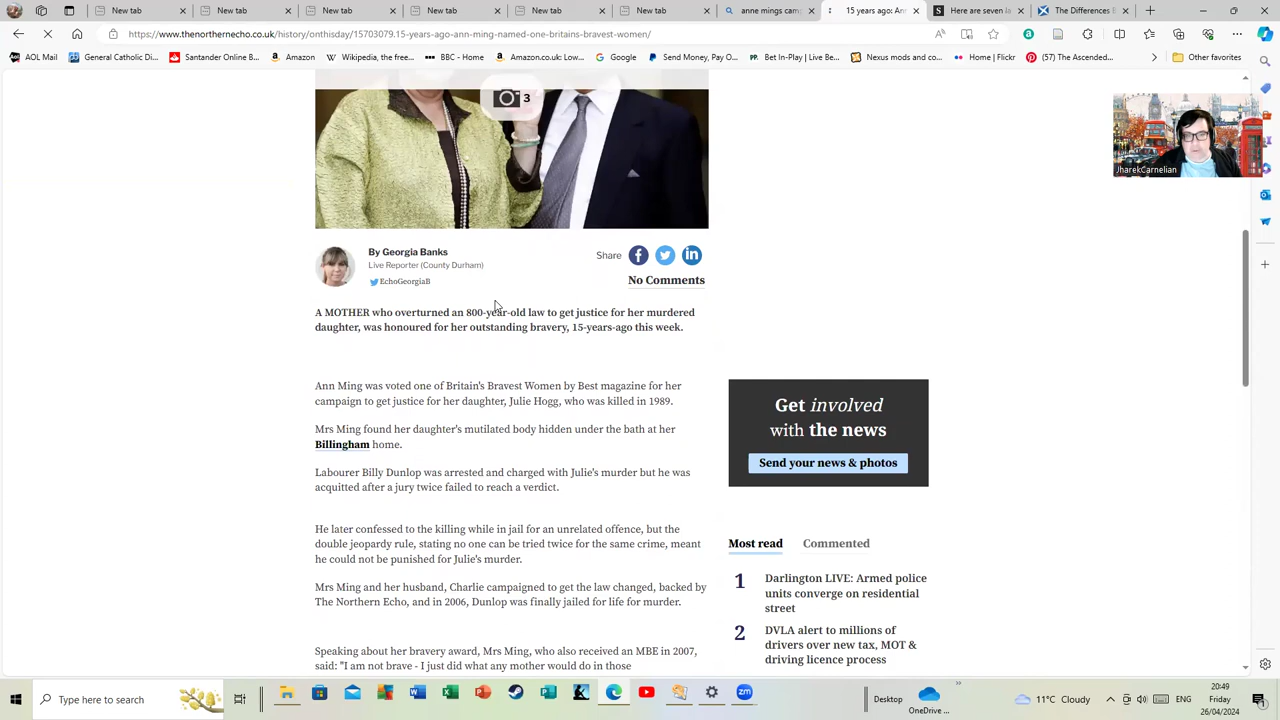 New tab
New tab
New tab
New tab
New tab
anne mings camp
15 years ago: Ann
Here are seven la
The Differences B
https://www.thenorthernecho.co.uk/history/onthisday/15703079.15-years-ago-ann-ming-named-one-britains-bravest-women/
AOL Mail
General Catholic Di...
Santander Online B...
Amazon
Wikipedia, the free...
BBC - Home
Amazon.co.uk: Low...
Google
Send Money, Pay O...
Bet In-Play | Live Be...
Nexus mods and co...
Home | Flickr
(57) The Ascended...
Other favorites
3
JharekCarnelian
By Georgia Banks
Live Reporter (County Durham)
EchoGeorgiaB
Share
No Comments
A MOTHER who overturned an 800-year-old law to get justice for her murdered
daughter, was honoured for her outstanding bravery, 15-years-ago this week.
Ann Ming was voted one of Britain's Bravest Women by Best magazine for her
campaign to get justice for her daughter, Julie Hogg, who was killed in 1989.
Mrs Ming found her daughter's mutilated body hidden under the bath at her
Billingham home.
Labourer Billy Dunlop was arrested and charged with Julie's murder but he was
acquitted after a jury twice failed to reach a verdict.
He later confessed to the killing while in jail for an unrelated offence, but the
double jeopardy rule, stating no one can be tried twice for the same crime, meant
he could not be punished for Julie's murder.
Mrs Ming and her husband, Charlie campaigned to get the law changed, backed by
The Northern Echo, and in 2006, Dunlop was finally jailed for life for murder.
Speaking about her bravery award, Mrs Ming, who also received an MBE in 2007,
said: "I am not brave - I just did what any mother would do in those
Get involved
with the news
Send your news & photos
Most read
Commented
1
Darlington LIVE: Armed police
units converge on residential
street
2
DVLA alert to millions of
drivers over new tax, MOT &
driving licence process
Type here to search
Desktop
OneDrive ...
11°C Cloudy
ENG
20:49
Friday
26/04/2024